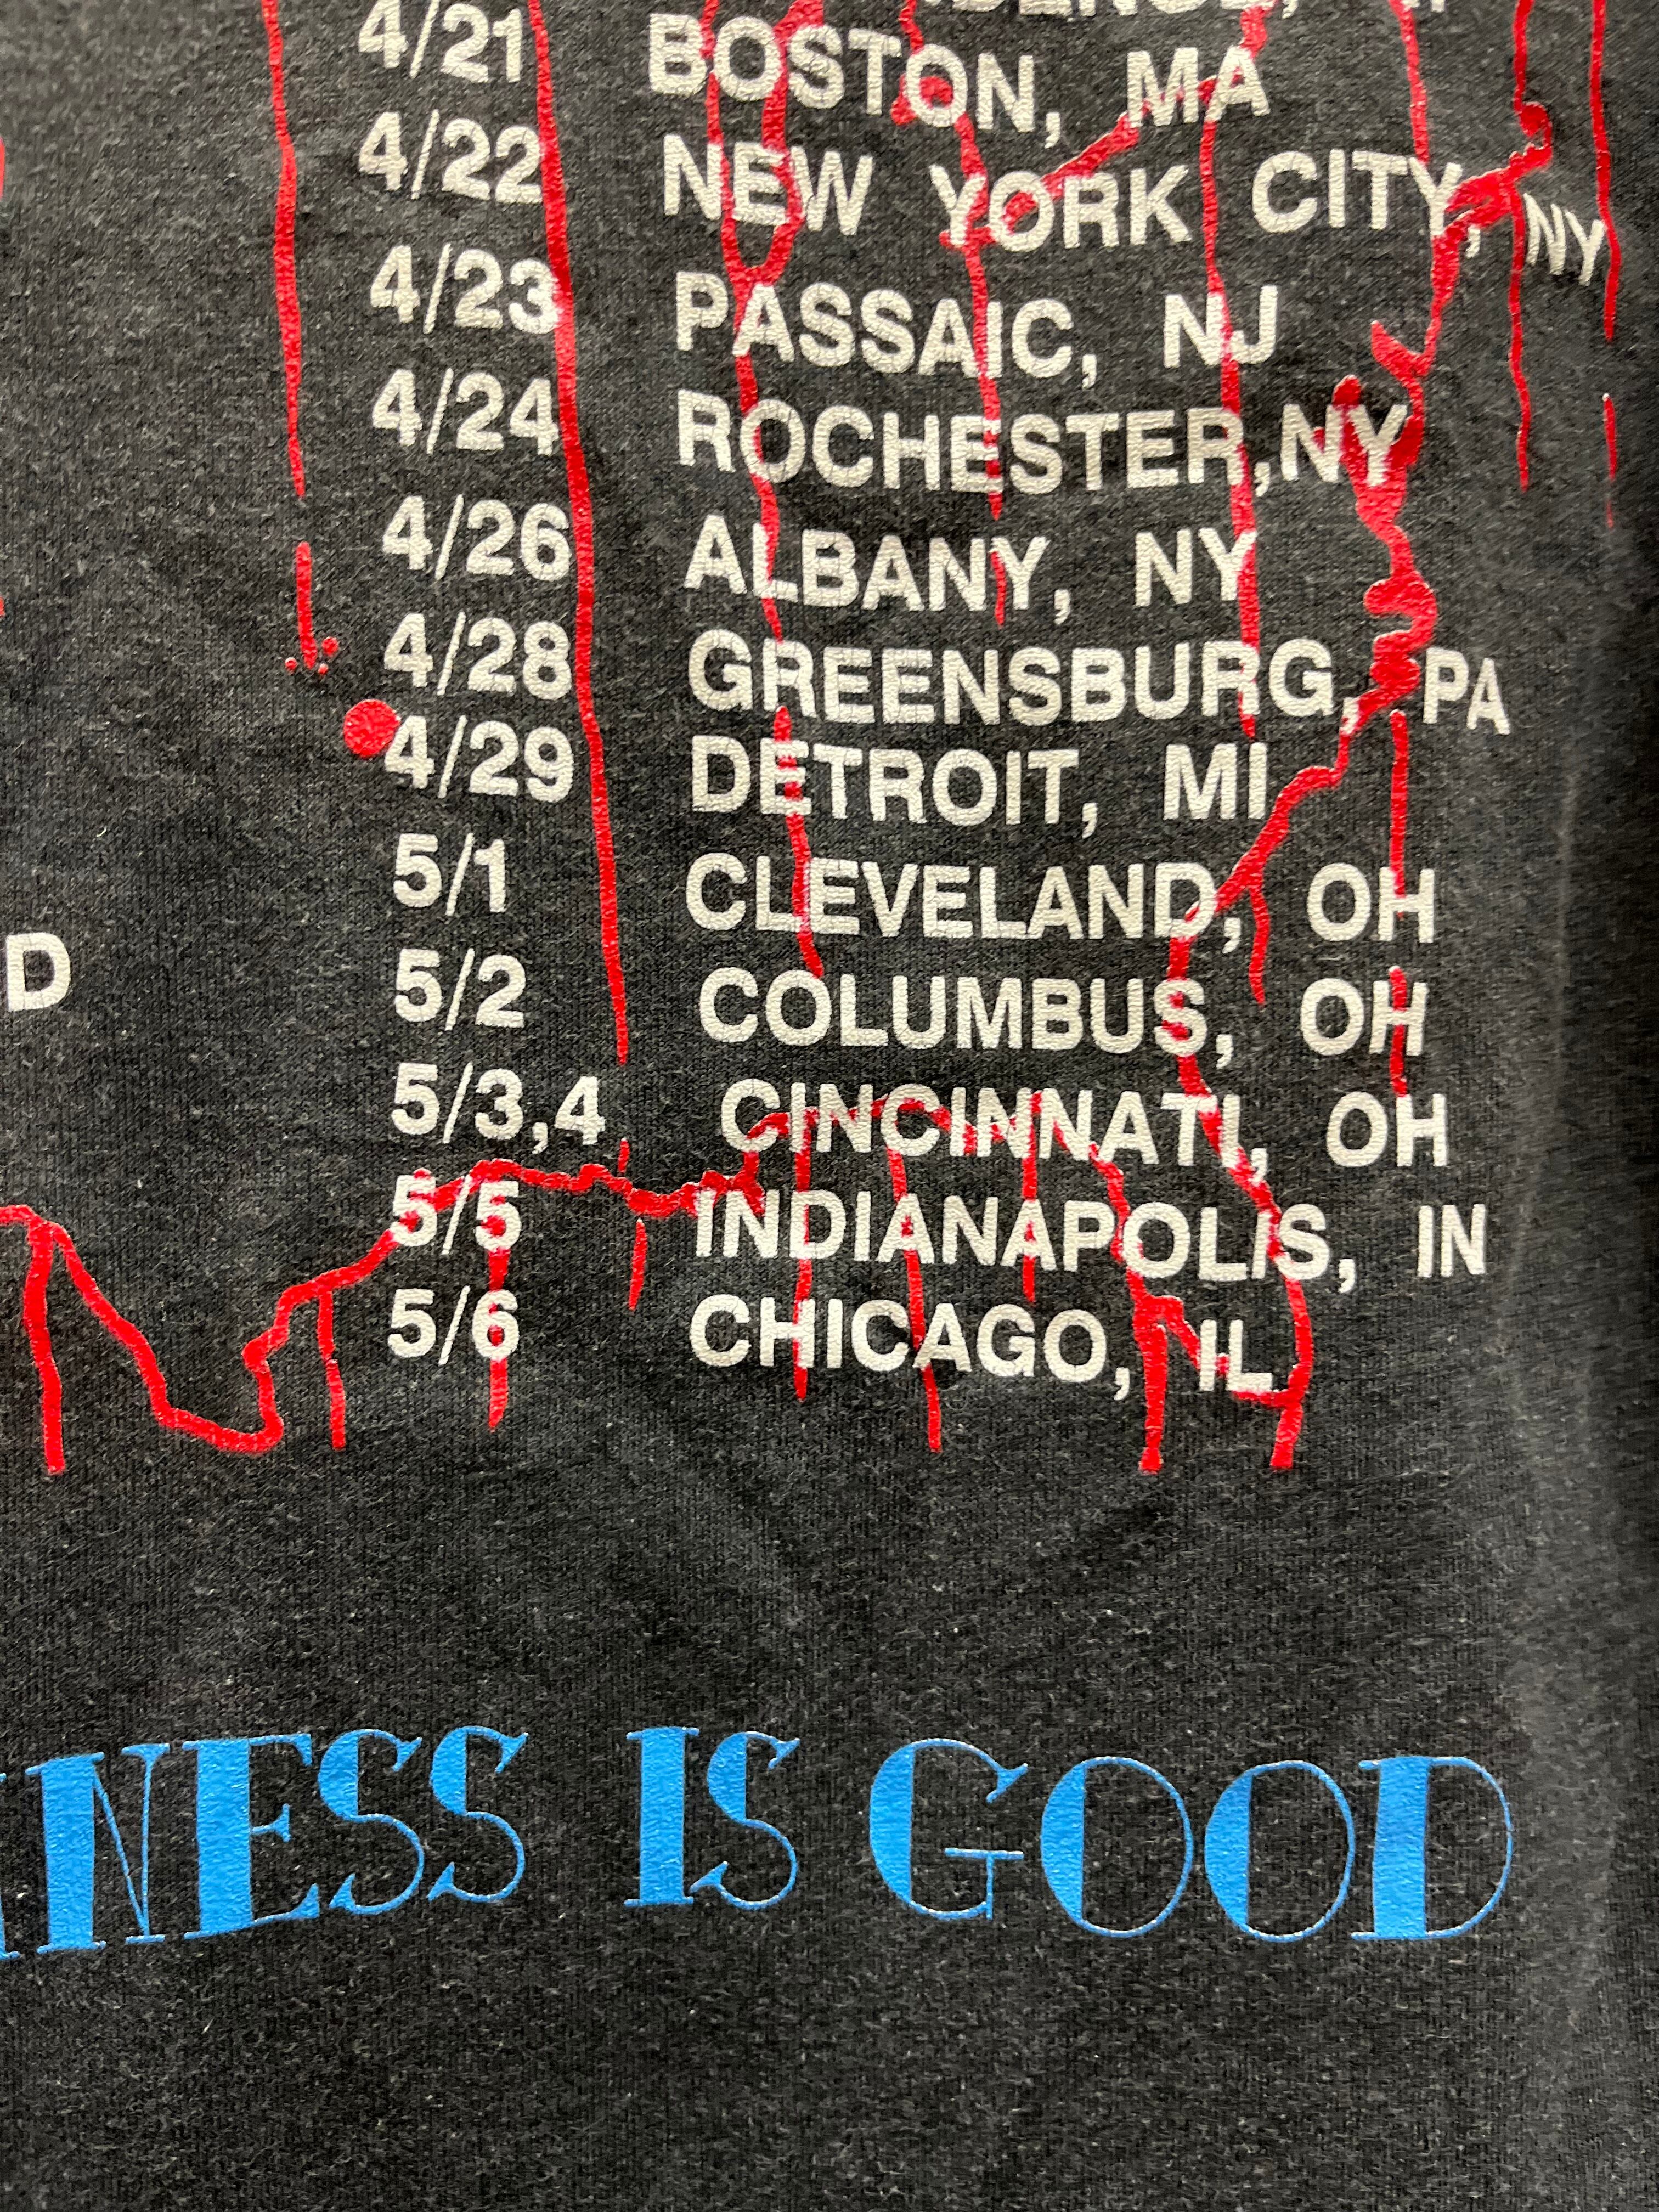 4/21 BOSTON, MA
4/22 NEW YORK CITY, NY
4/23 PASSAIC, NJ
4/24 ROCHESTER,NY
4/26 ALBANY, NY
4/28 GREENSBURG, PA
4/29 DETROIT, MI
5/1 CLEVELAND, OH
D
5/2 COLUMBUS, OH
5/3,4 CINCINNATI, OH
5/5 INDIANAPOLIS, IN
5/6 CHICAGO, IL
INESS IS GOOD